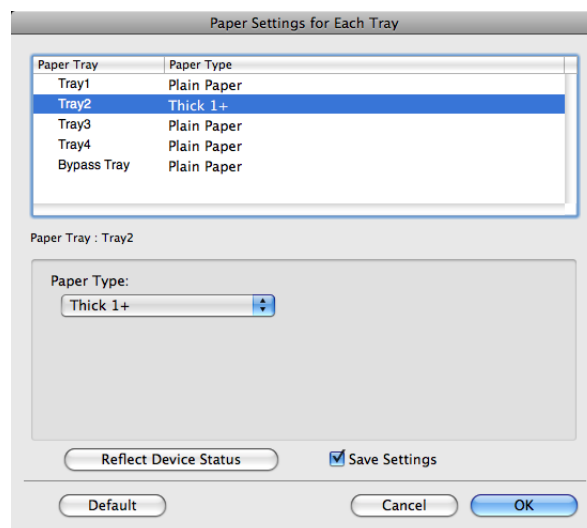 Paper Settings for Each Tray
Paper Tray Paper Type
Tray1 Plain Paper
Tray2 Thick 1+
Tray3 Plain Paper
Tray4 Plain Paper
Bypass Tray Plain Paper
Paper Tray : Tray2
Paper Type:
Thick 1+
Reflect Device Status Save Settings
Default Cancel OK